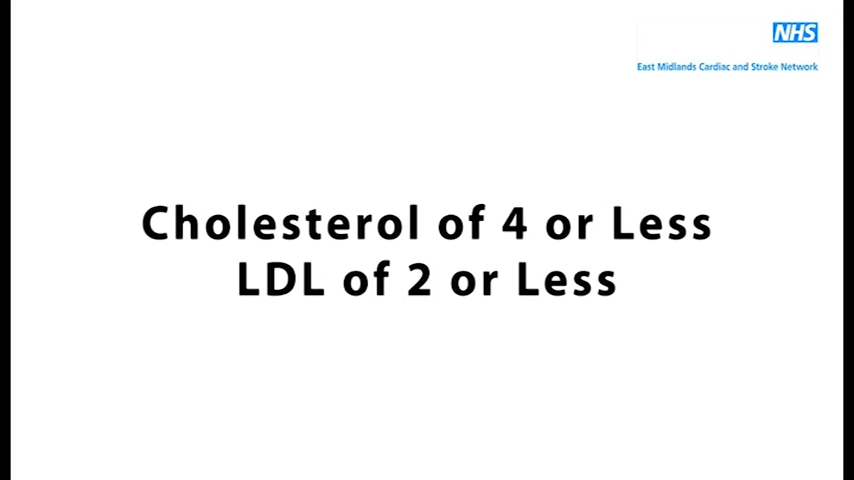 NHS
East Midlands Cardiac and Stroke Network
Cholesterol of 4 or Less
LDL of 2 or Less